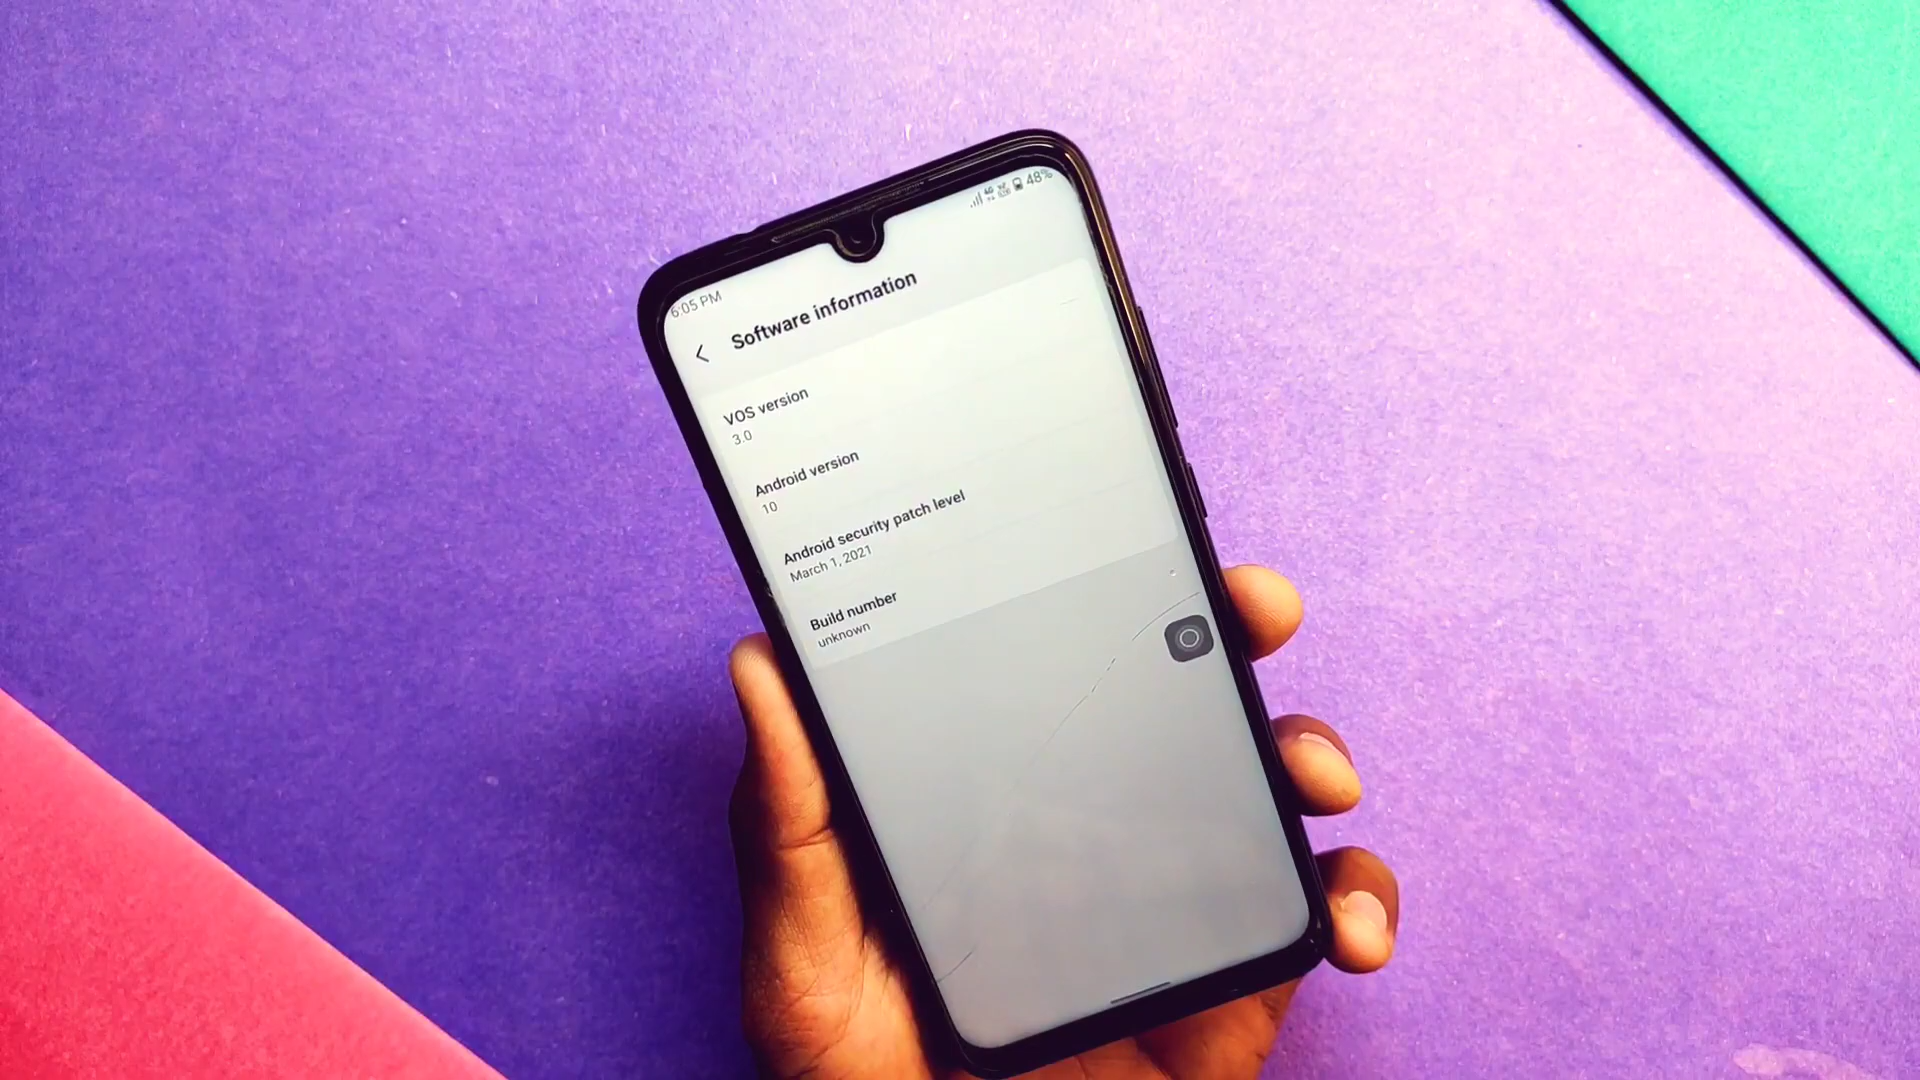 6:05 PM
48%
Software information
VOS version
3.0
Android version
10
Android security patch level
March 1, 2021
Build number
unknown